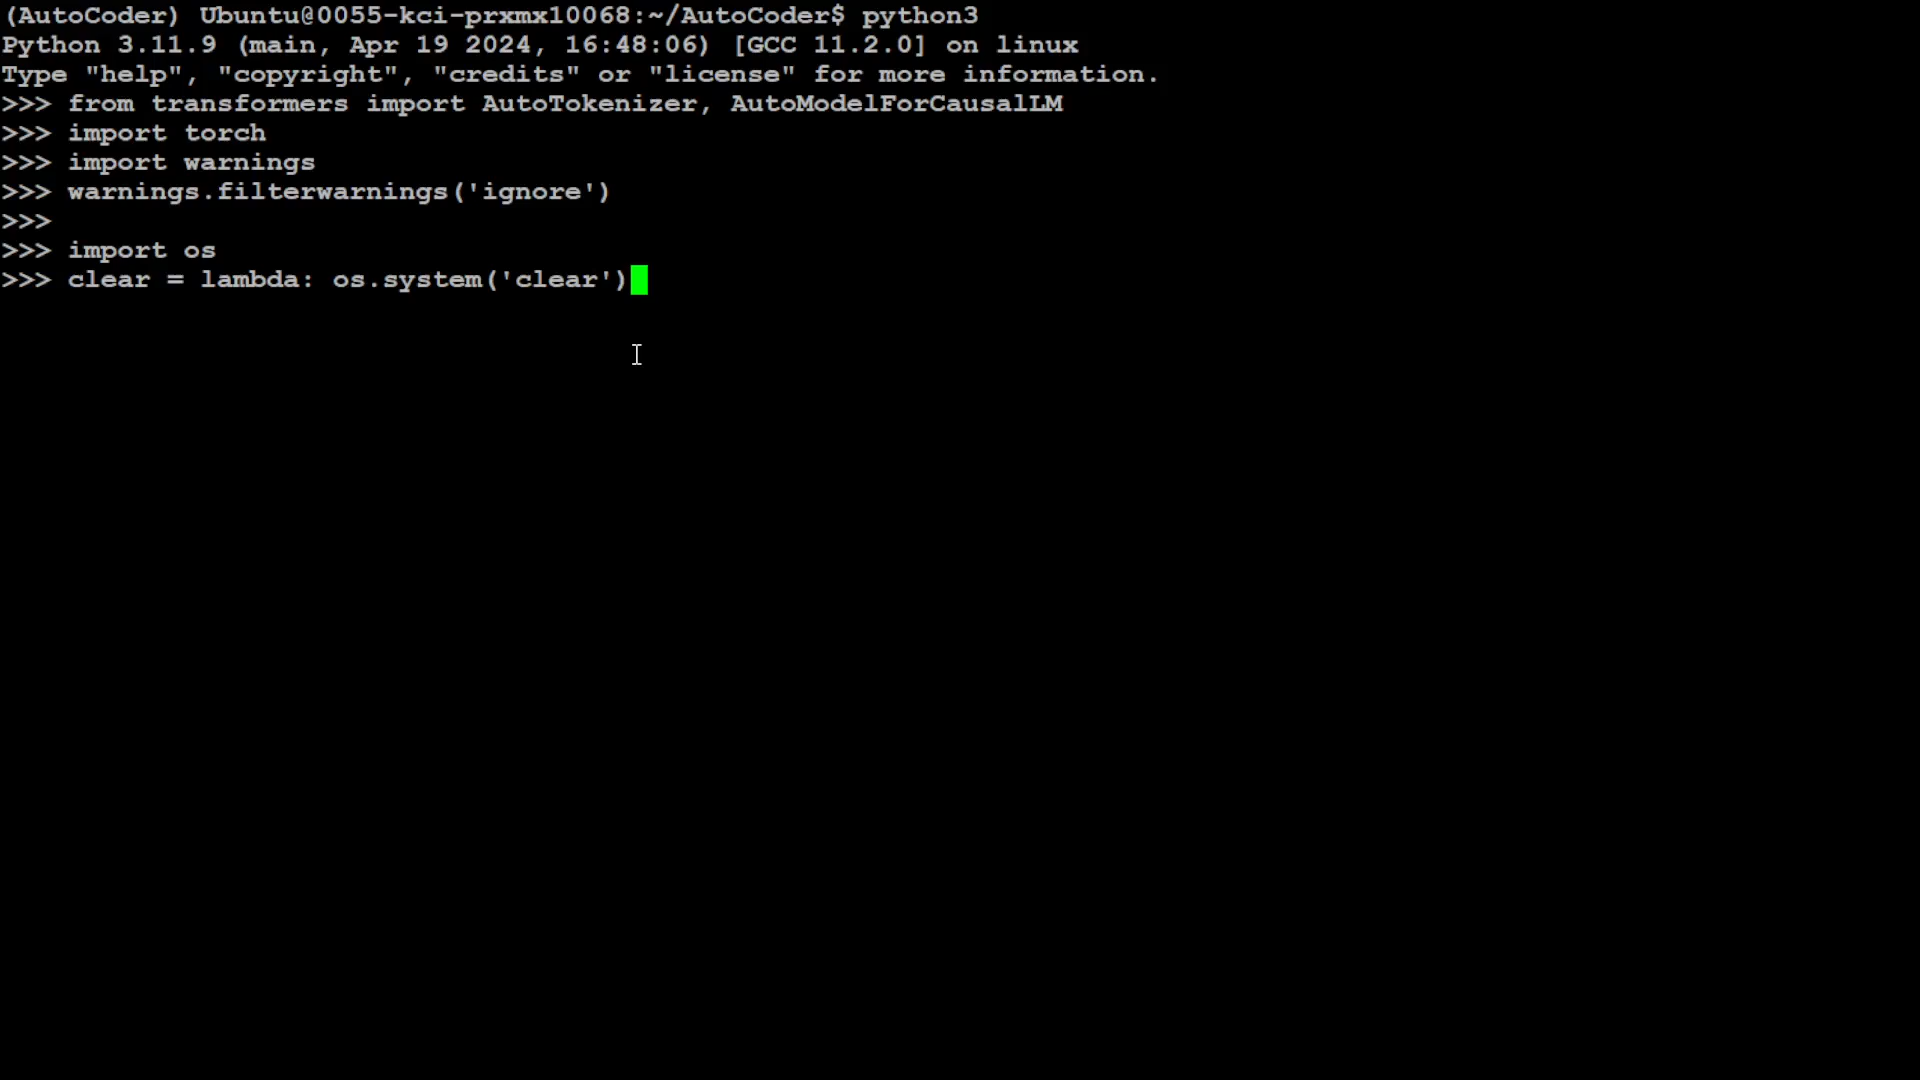 (AutoCoder) Ubuntu@0055-kci-prxmx10068:~/AutoCoder$ python3
Python 3.11.9 (main, Apr 19 2024, 16:48:06) [GCC 11.2.0] on linux
Type "help", "copyright", "credits" or "license" for more information.
>>> from transformers import AutoTokenizer, AutoModelForCausalLM
>>> import torch
>>> import warnings
>>> warnings.filterwarnings('ignore')
>>>
>>> import os
>>> clear = lambda: os.system('clear')